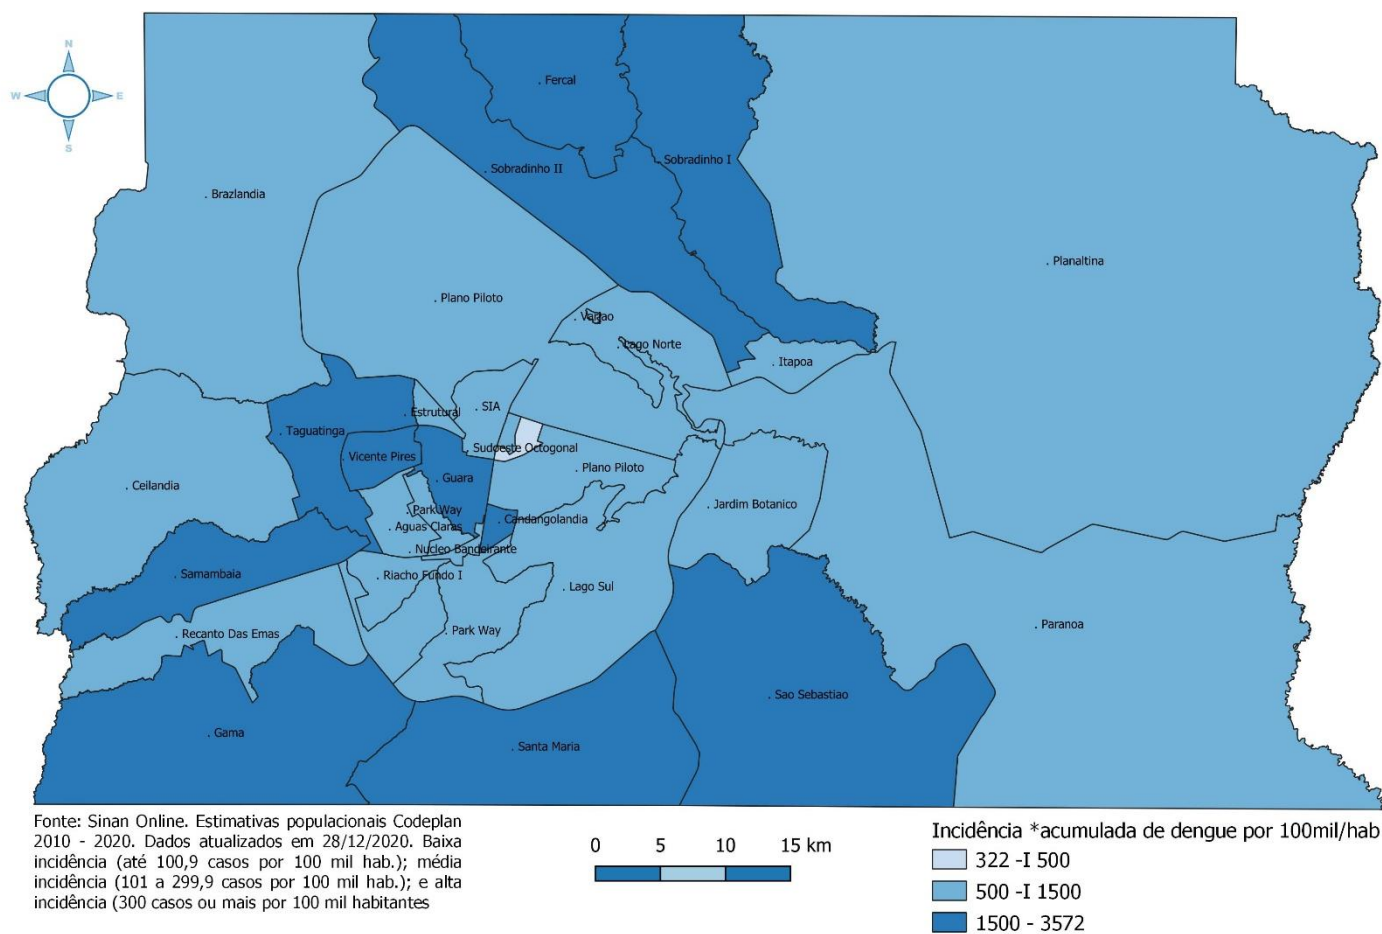 N
W
E
S
. Fercal
. Sobradinho II
. Sobradinho I
. Brazlandia
. Planaltina
. Plano Piloto
. Varjao
. Lago Norte
. Itapoa
. Estrutural
. SIA
. Taguatinga
. Sudoeste Octogonal
. Vicente Pires
. Plano Piloto
. Guara
. Ceilandia
. Jardim Botanico
. Park Way
. Candangolandia
. Aguas Claras
. Nucleo Bandeirante
. Samambaia
. Riacho Fundo I
. Lago Sul
. Recanto Das Emas
. Park Way
. Paranoa
. Sao Sebastiao
. Gama
. Santa Maria
Fonte: Sinan Online. Estimativas populacionais Codeplan
2010 - 2020. Dados atualizados em 28/12/2020. Baixa
incidência (até 100,9 casos por 100 mil hab.); média
incidência (101 a 299,9 casos por 100 mil hab.); e alta
incidência (300 casos ou mais por 100 mil habitantes
0 5 10 15 km
Incidência *acumulada de dengue por 100mil/hab
322 -I 500
500 -I 1500
1500 - 3572